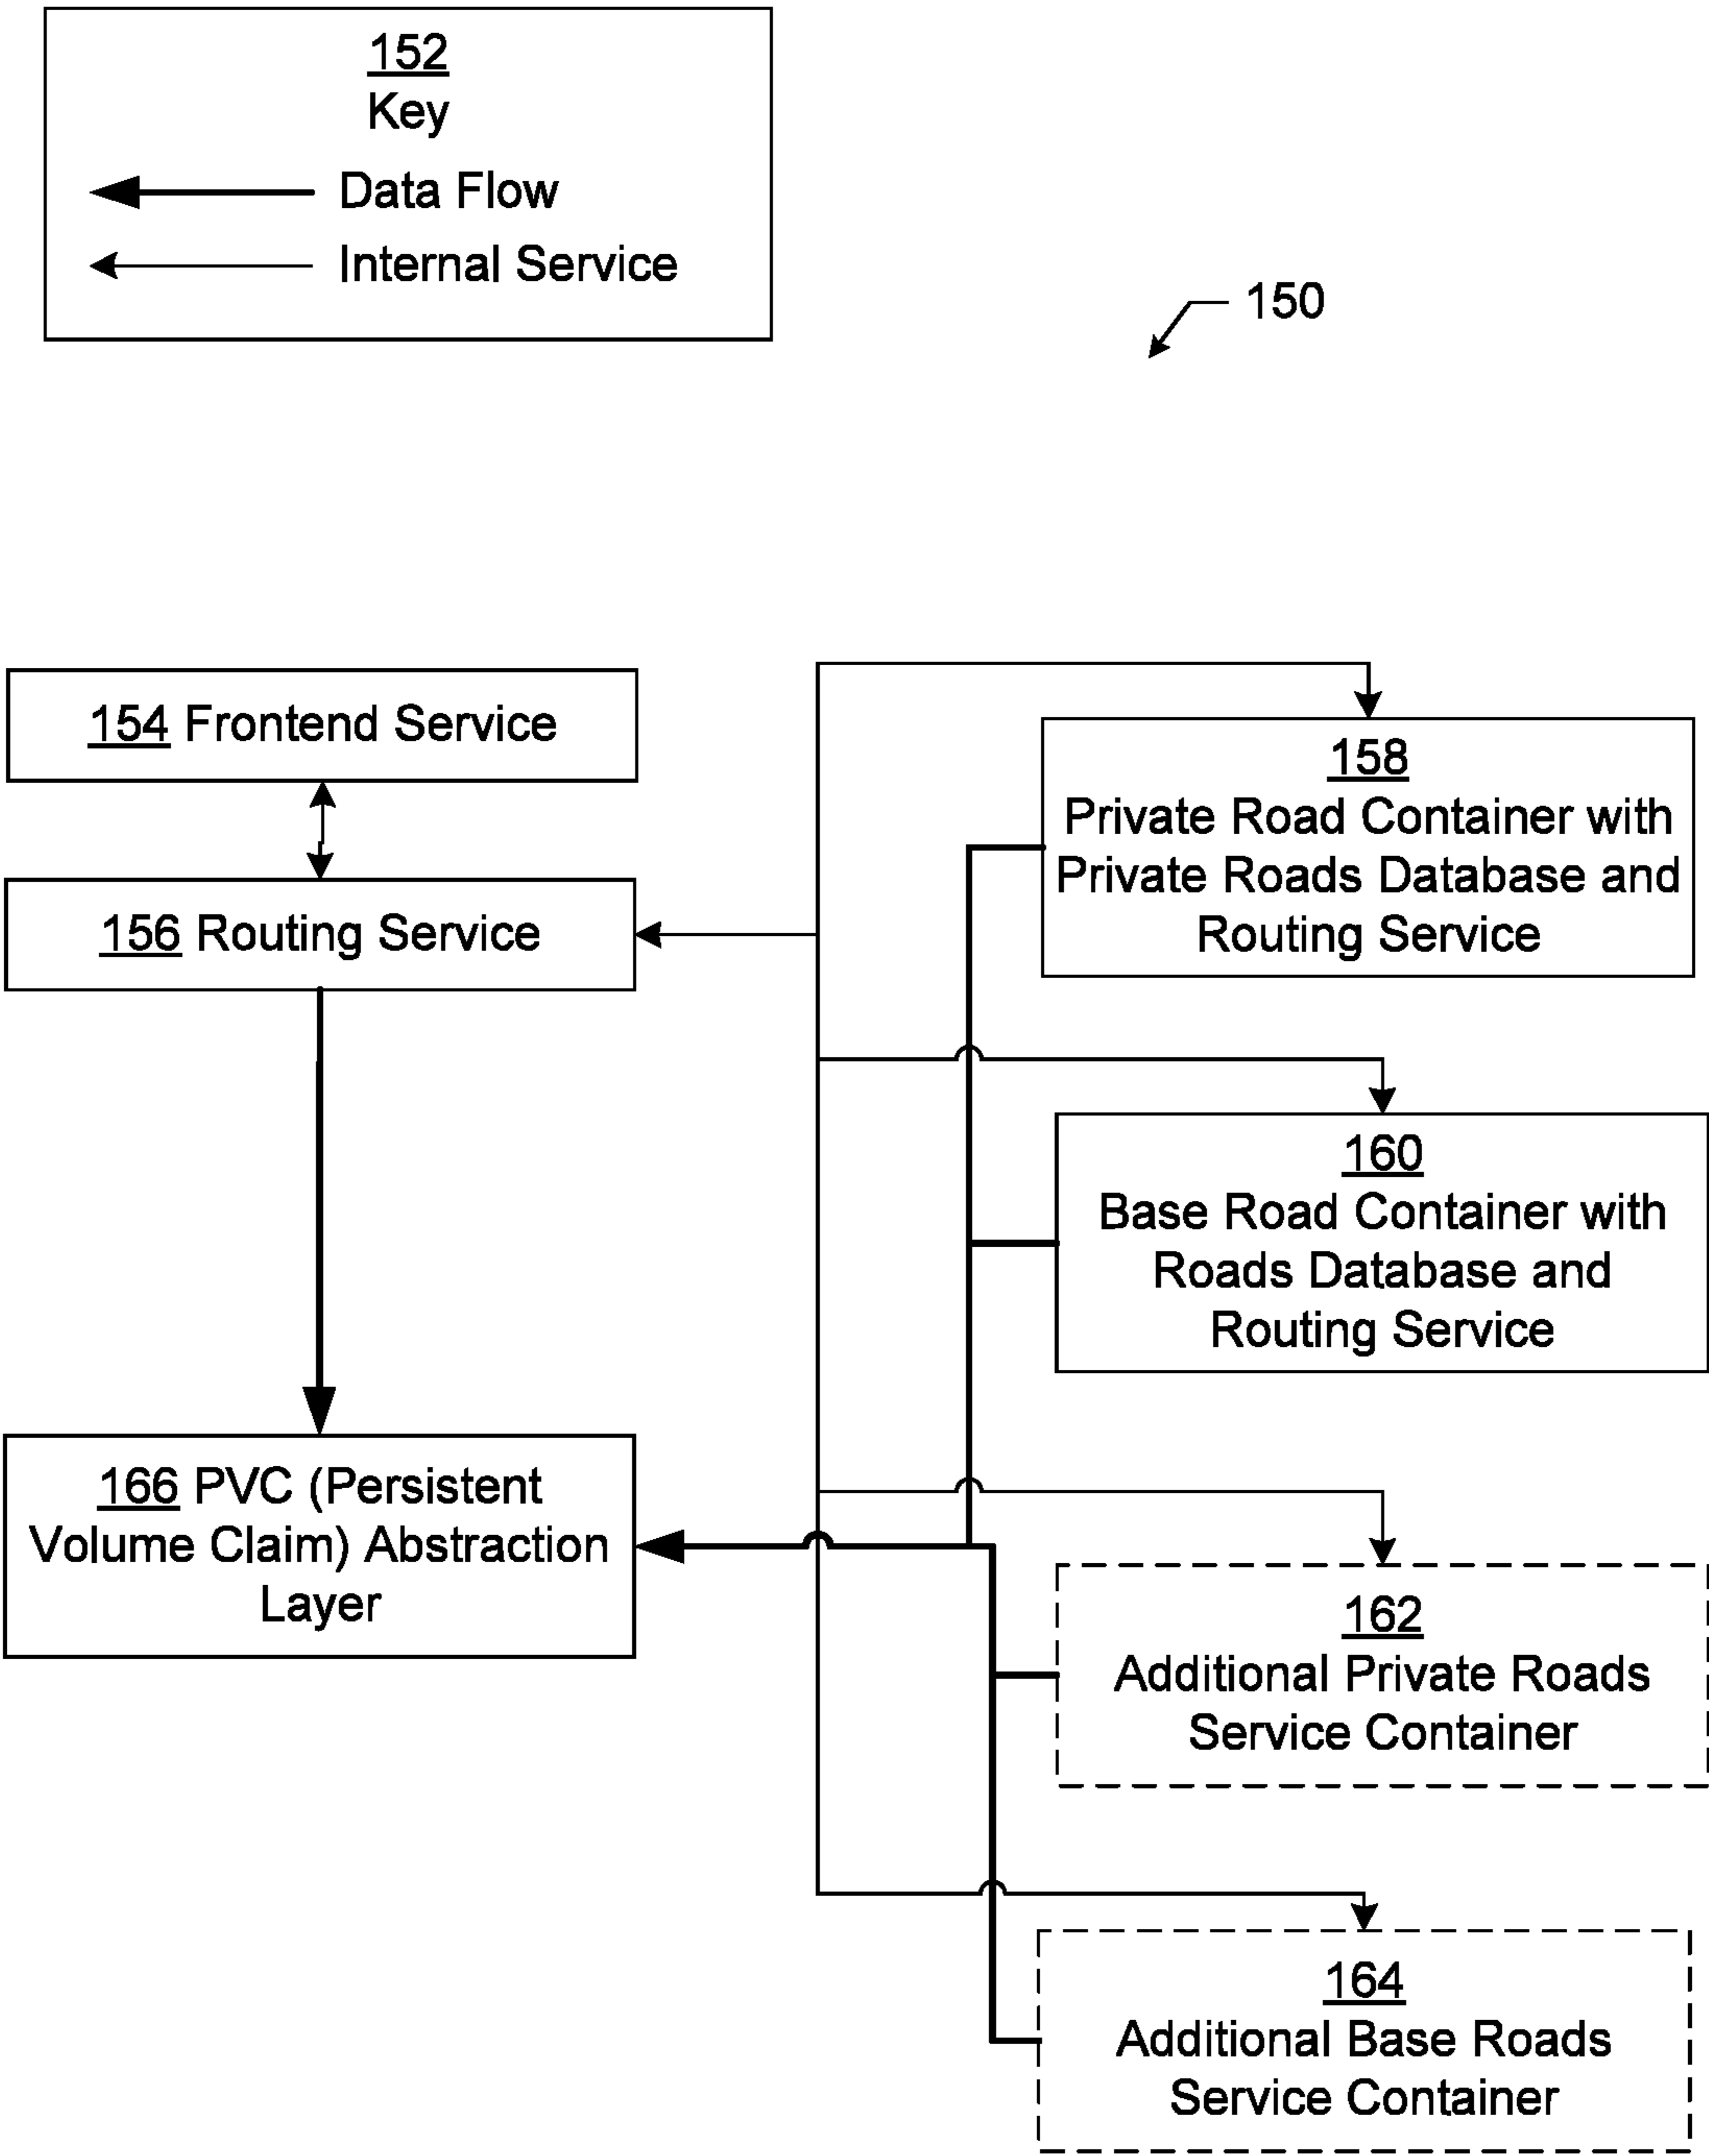 152
Key
Data Flow
Internal Service
150
154 Frontend Service
156 Routing Service
158
Private Road Container with
Private Roads Database and
Routing Service
160
Base Road Container with
Roads Database and
Routing Service
166 PVC (Persistent
Volume Claim) Abstraction
Layer
162
Additional Private Roads
Service Container
164
Additional Base Roads
Service Container